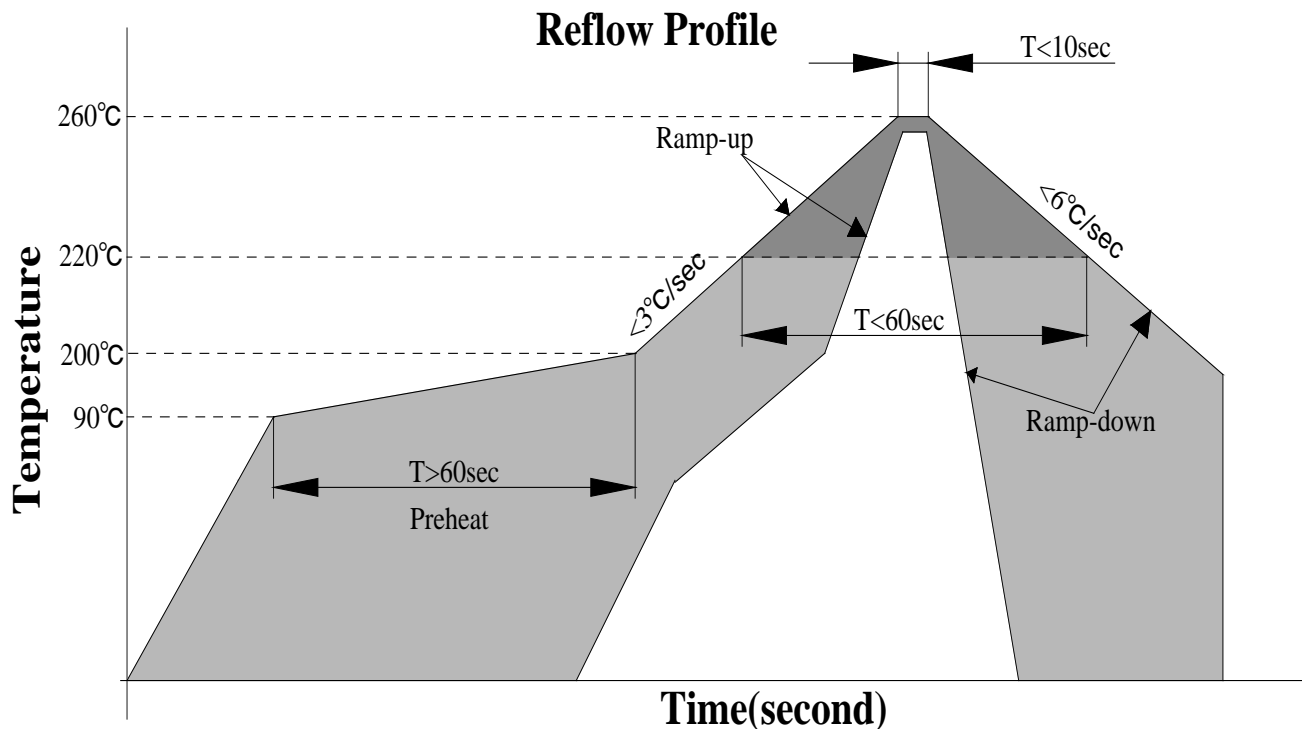 Reflow Profile
T<10sec
260℃
Ramp-up
<6℃/sec
220℃
<3℃/sec
T<60sec
200℃
90℃
Ramp-down
T>60sec
Preheat
Temperature
Time(second)